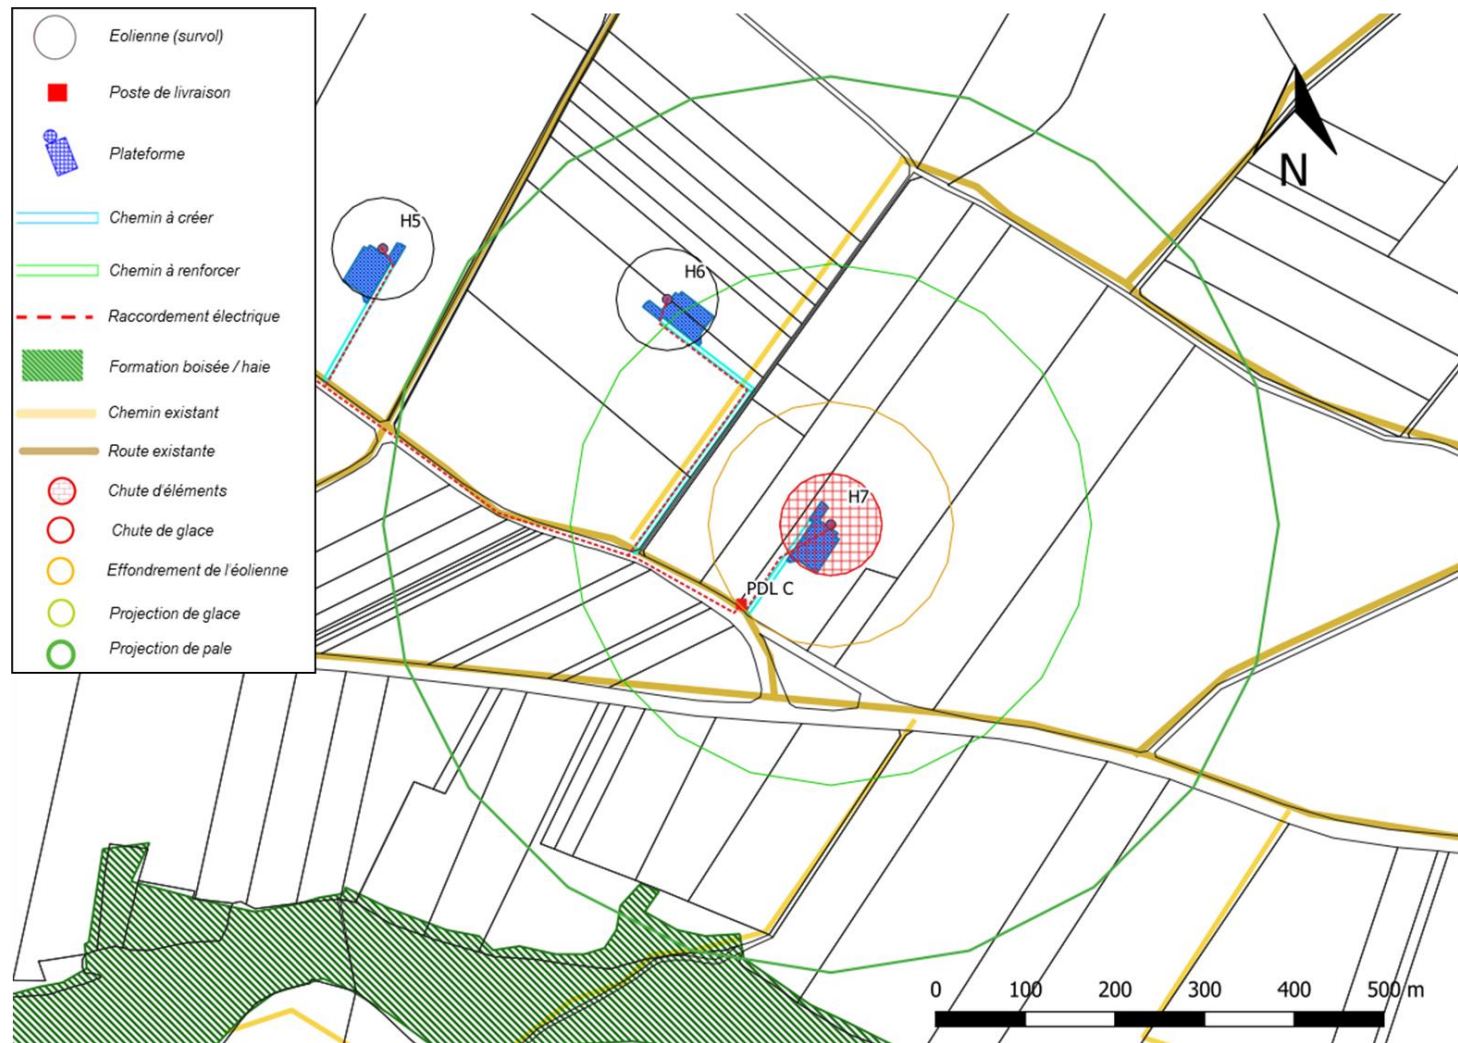 Eolienne (survol)
Poste de livraison
Plateforme
Chemin à créer
Chemin à renforcer
Raccordement électrique
Formation boisée / haie
Chemin existant
Route existante
Chute d'éléments
Chute de glace
Effondrement de l'éolienne
Projection de glace
Projection de pale
N
H5
H6
H7
PDL C
0 100 200 300 400 500 m